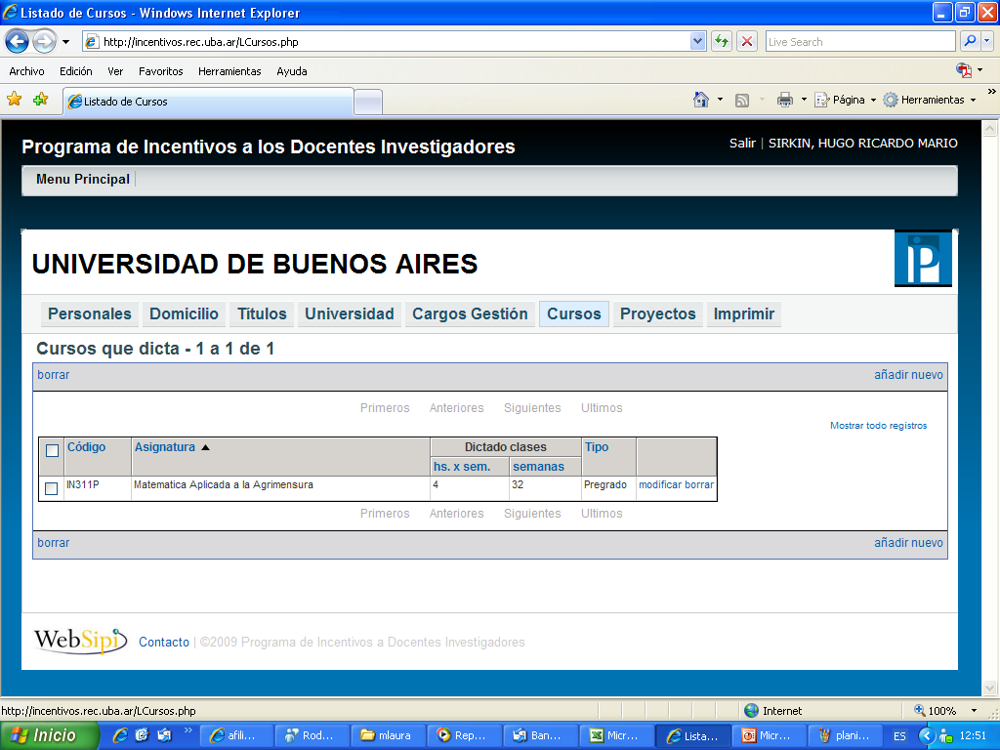 Listado de Cursos - Windows Internet Explorer
http://incentivos.rec.uba.ar/LCursos.php
Live Search
Archivo Edición Ver Favoritos Herramientas Ayuda
Listado de Cursos
Página Herramientas »
Programa de Incentivos a los Docentes Investigadores
Salir | SIRKIN, HUGO RICARDO MARIO
Menu Principal
UNIVERSIDAD DE BUENOS AIRES
iP
Personales Domicilio Títulos Universidad Cargos Gestión Cursos Proyectos Imprimir
Cursos que dicta - 1 a 1 de 1
borrar añadir nuevo
Primeros Anteriores Siguientes Ultimos
Mostrar todo registros
Código Asignatura Dictado clases Tipo
hs. x sem. semanas
IN311P Matematica Aplicada a la Agrimensura 4 32 Pregrado modificar borrar
Primeros Anteriores Siguientes Ultimos
borrar añadir nuevo
WebSipi Contacto | ©2009 Programa de Incentivos a Docentes Investigadores
http://incentivos.rec.uba.ar/LCursos.php Internet 100%
Inicio » afili... Rod... mlaura Rep... Ban... Micr... Lista... Micr... plani... ES 12:51